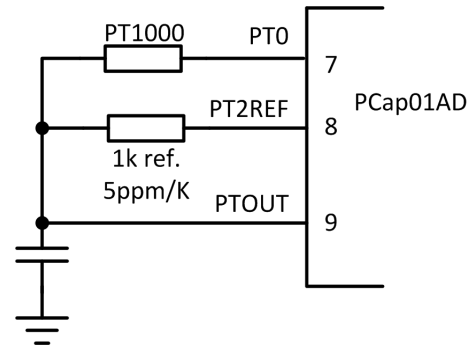 PT1000
PT0
7
PCap01AD
PT2REF
8
1k ref.
5ppm/K
PTOUT
9